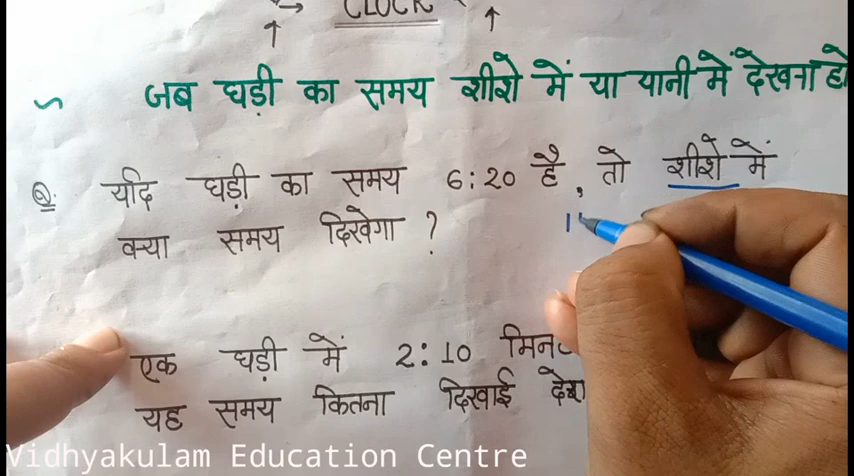 CLOCK
~ जब घड़ी का समय शीशे में या पानी में देखना हो
Q. यदि घड़ी का समय 6:20 है, तो शीशे में
क्या समय दिखेगा ?
11
एक घड़ी में 2:10
यह समय कितना दिखाई
Vidhyakulam Education Centre